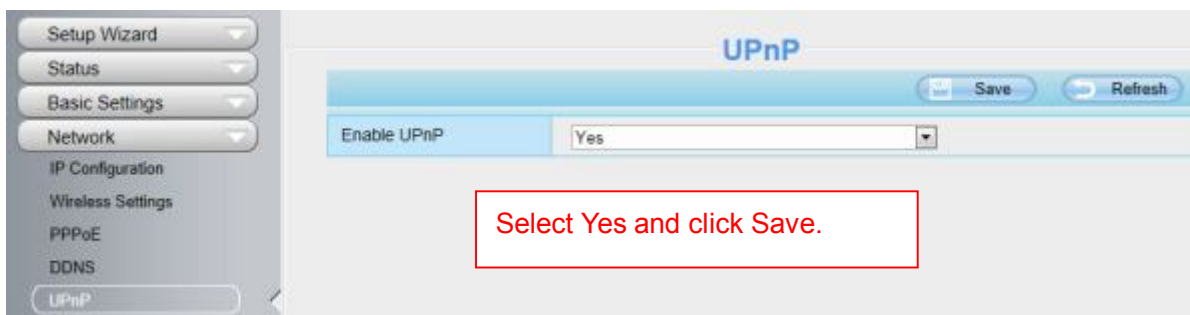 Setup Wizard
Status
Basic Settings
Network
IP Configuration
Wireless Settings
PPPoE
DDNS
UPnP
UPnP
Save Refresh
Enable UPnP Yes
Select Yes and click Save.